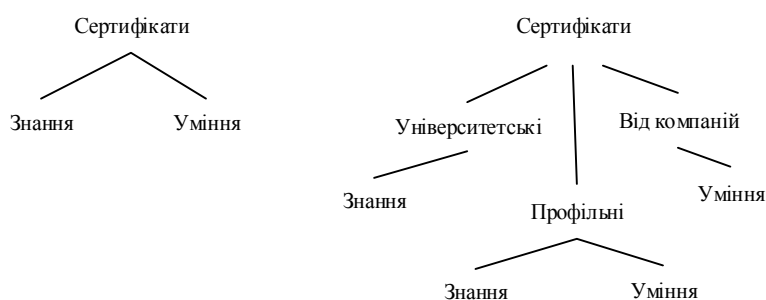 Сертифікати
Знання
Уміння
Сертифікати
Університетські
Від компаній
Знання
Уміння
Профільні
Знання
Уміння